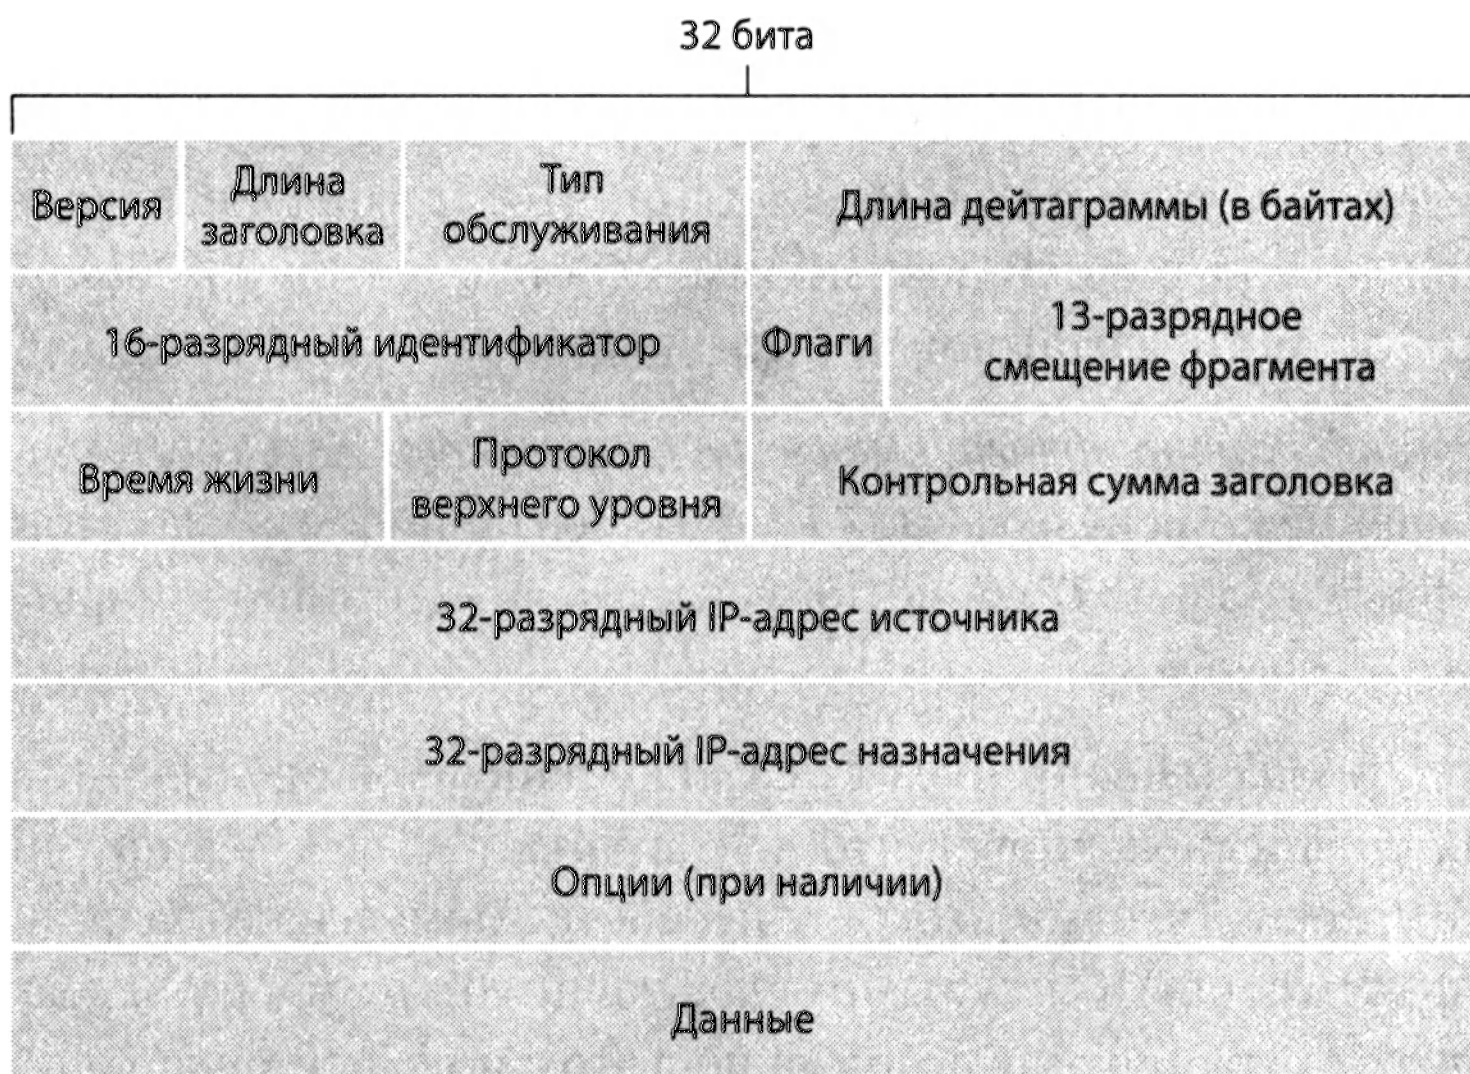 32 бита
Версия
Длина
заголовка
Тип
обслуживания
Длина дейтаграммы (в байтах)
16-разрядный идентификатор
Флаги
13-разрядное
смещение фрагмента
Время жизни
Протокол
верхнего уровня
Контрольная сумма заголовка
32-разрядный IP-адрес источника
32-разрядный IP-адрес назначения
Опции (при наличии)
Данные